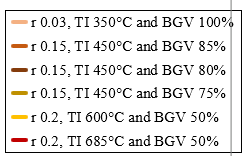 r 0.03, TI 350°C and BGV 100%
r 0.15, TI 450°C and BGV 85%
r 0.15, TI 450°C and BGV 80%
r 0.15, TI 450°C and BGV 75%
r 0.2, TI 600°C and BGV 50%
r 0.2, TI 685°C and BGV 50%